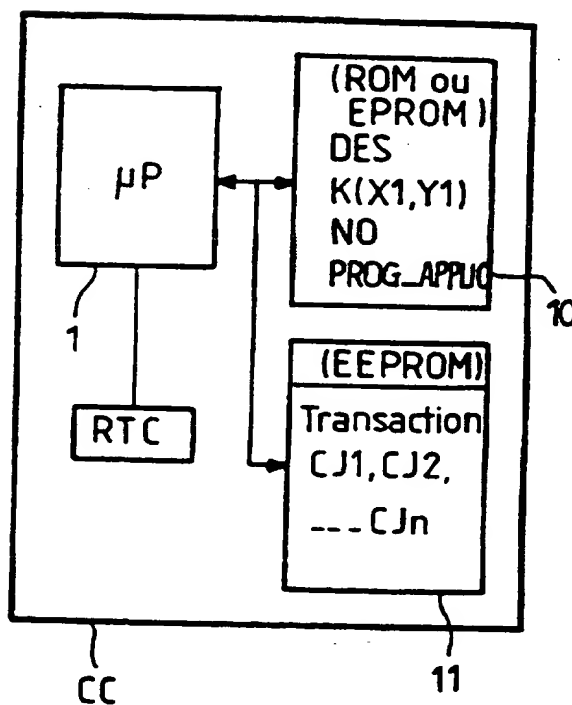 µP
1
RTC
(ROM ou
EPROM)
DES
K(X1,Y1)
NO
PROG_APPLIC
10
(EEPROM)
Transaction
CJ1,CJ2,
---CJn
11
CC